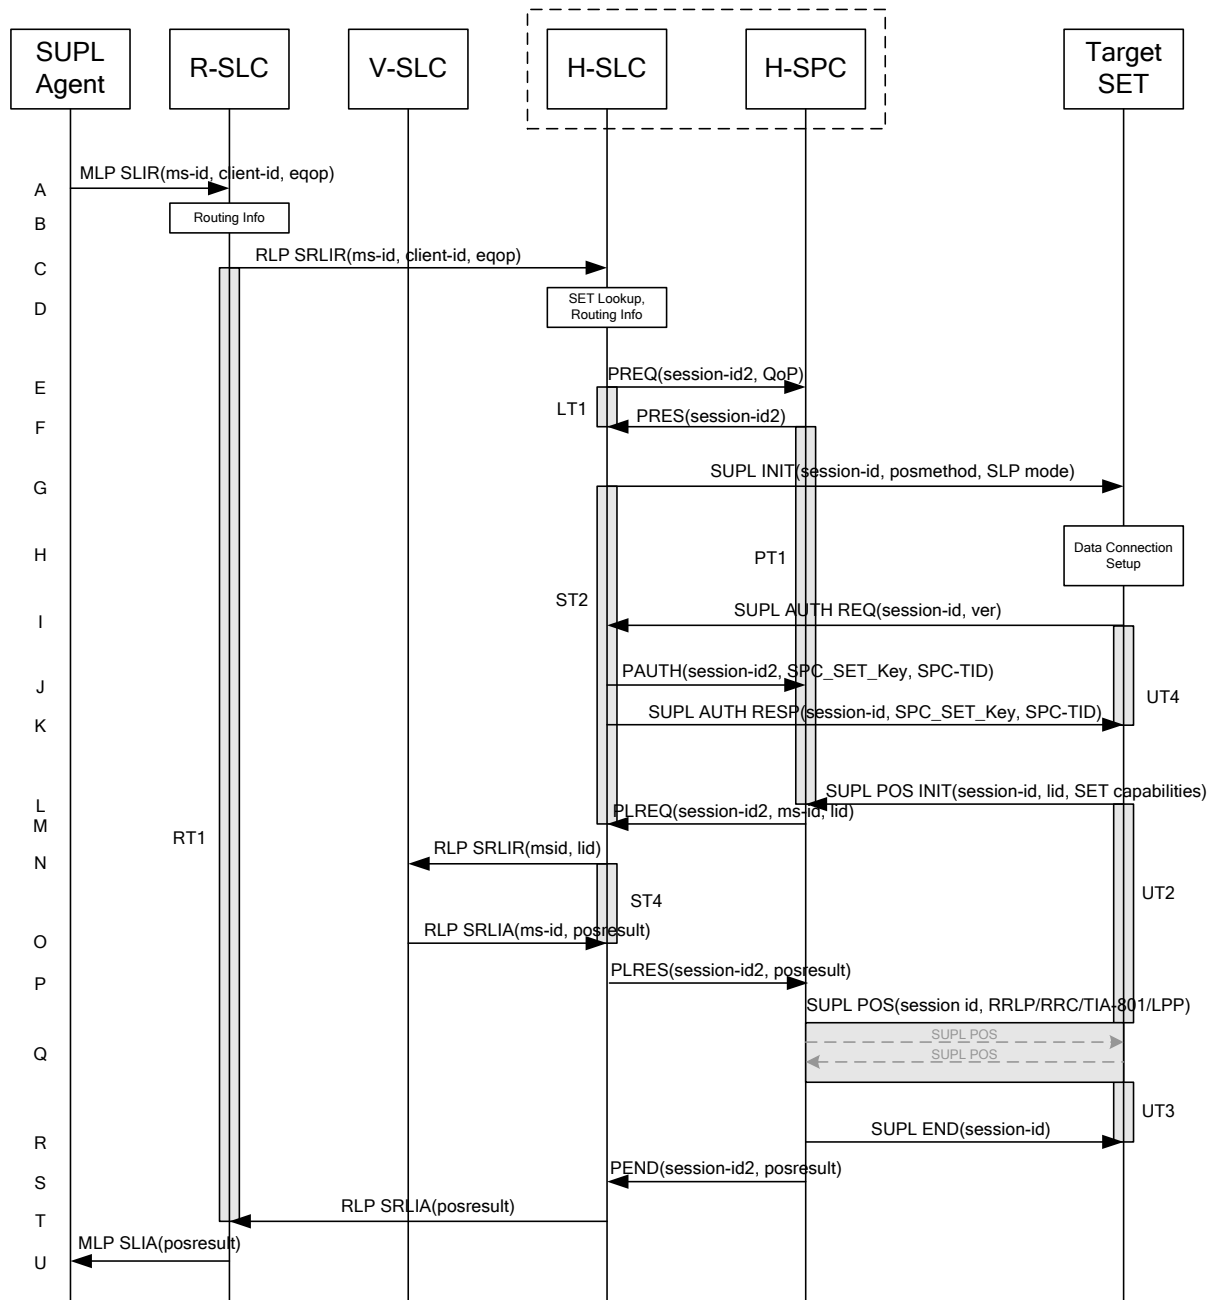 SUPL
Agent
R-SLC
V-SLC
H-SLC
H-SPC
Target
SET
A
MLP SLIR(ms-id, client-id, eqop)
B
Routing Info
C
RLP SRLIR(ms-id, client-id, eqop)
D
SET Lookup,
Routing Info
E
PREQ(session-id2, QoP)
LT1
F
PRES(session-id2)
G
SUPL INIT(session-id, posmethod, SLP mode)
H
PT1
Data Connection
Setup
ST2
I
SUPL AUTH REQ(session-id, ver)
J
PAUTH(session-id2, SPC_SET_Key, SPC-TID)
UT4
K
SUPL AUTH RESP(session-id, SPC_SET_Key, SPC-TID)
L
SUPL POS INIT(session-id, lid, SET capabilities)
M
PLREQ(session-id2, ms-id, lid)
RT1
N
RLP SRLIR(msid, lid)
ST4
UT2
O
RLP SRLIA(ms-id, posresult)
P
PLRES(session-id2, posresult)
SUPL POS(session id, RRLP/RRC/TIA-801/LPP)
SUPL POS
Q
SUPL POS
UT3
R
SUPL END(session-id)
S
PEND(session-id2, posresult)
T
RLP SRLIA(posresult)
U
MLP SLIA(posresult)